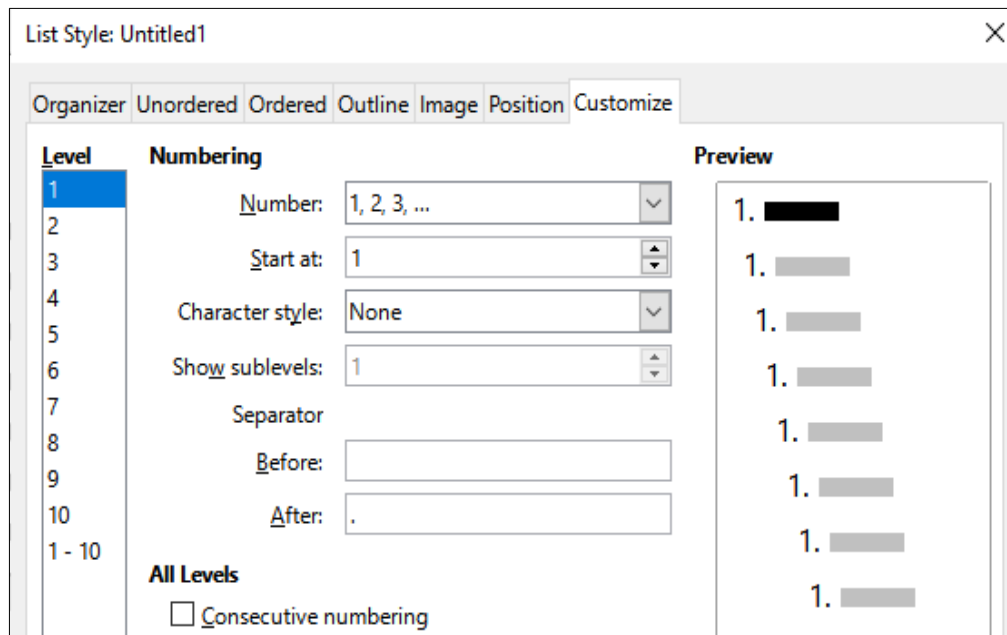 List Style: Untitled1
Organizer Unordered Ordered Outline Image Position Customize
Level
1
2
3
4
5
6
7
8
9
10
1 - 10
Numbering
Number: 1, 2, 3, ...
Start at: 1
Character style: None
Show sublevels: 1
Separator
Before:
After: .
All Levels
Consecutive numbering
Preview
1.
1.
1.
1.
1.
1.
1.
1.